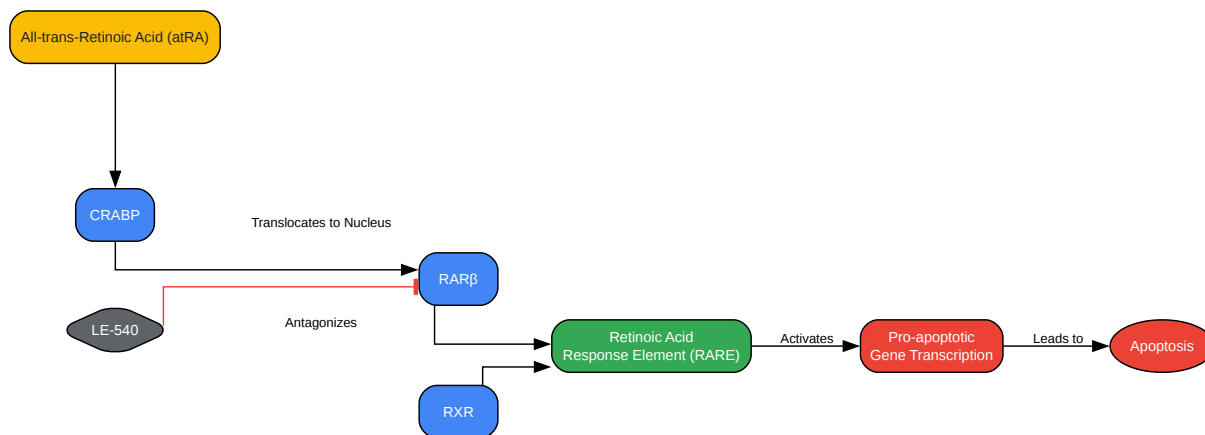 All-trans-Retinoic Acid (atRA)
CRABP
Translocates to Nucleus
RARβ
LE-540
Antagonizes
Retinoic Acid
Response Element (RARE)
Activates
Pro-apoptotic
Gene Transcription
Leads to
Apoptosis
RXR